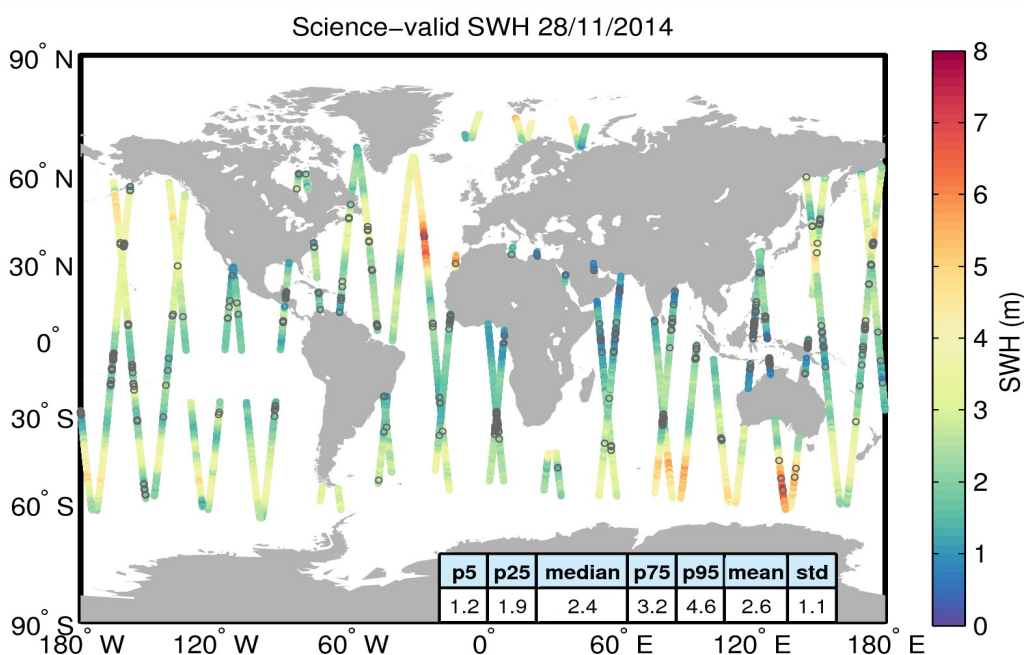 Science−valid SWH 28/11/2014
90° N
60° N
30° N
0°
30° S
60° S
90° S
180° W
120° W
60° W
0°
60° E
120° E
180° E
p5 p25 median p75 p95 mean std
1.2 1.9 2.4 3.2 4.6 2.6 1.1
8
7
6
5
4
3
2
1
0
SWH (m)